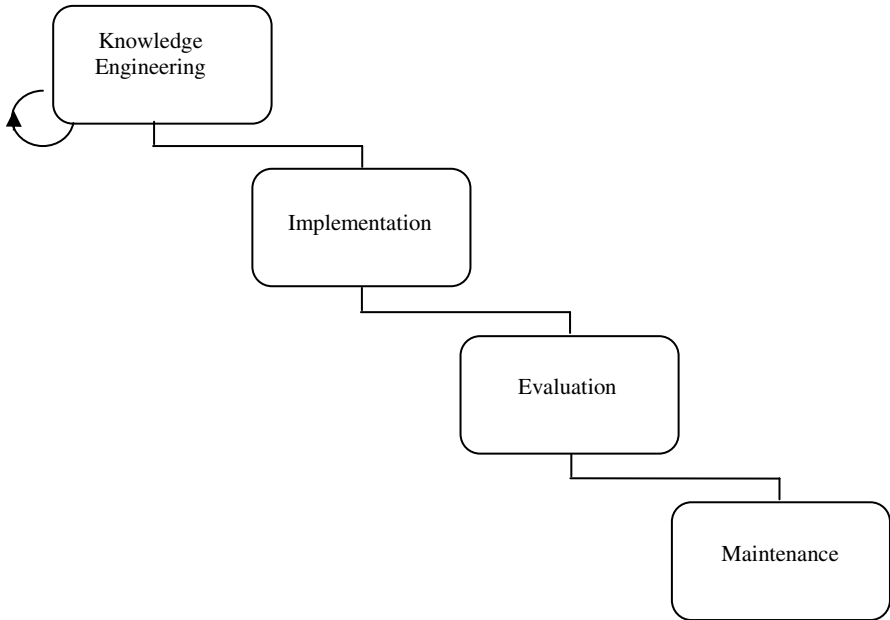 Knowledge
Engineering
Implementation
Evaluation
Maintenance